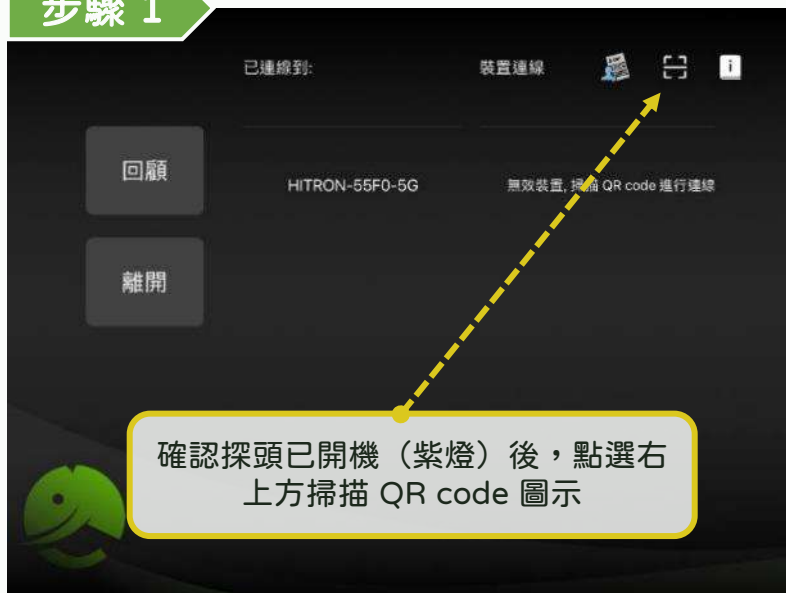 步驟 1
已連線到:
裝置連線
i
回顧
HITRON-55F0-5G
無效裝置, 掃描 QR code 進行連線
離開
確認探頭已開機（紫燈）後，點選右
上方掃描 QR code 圖示